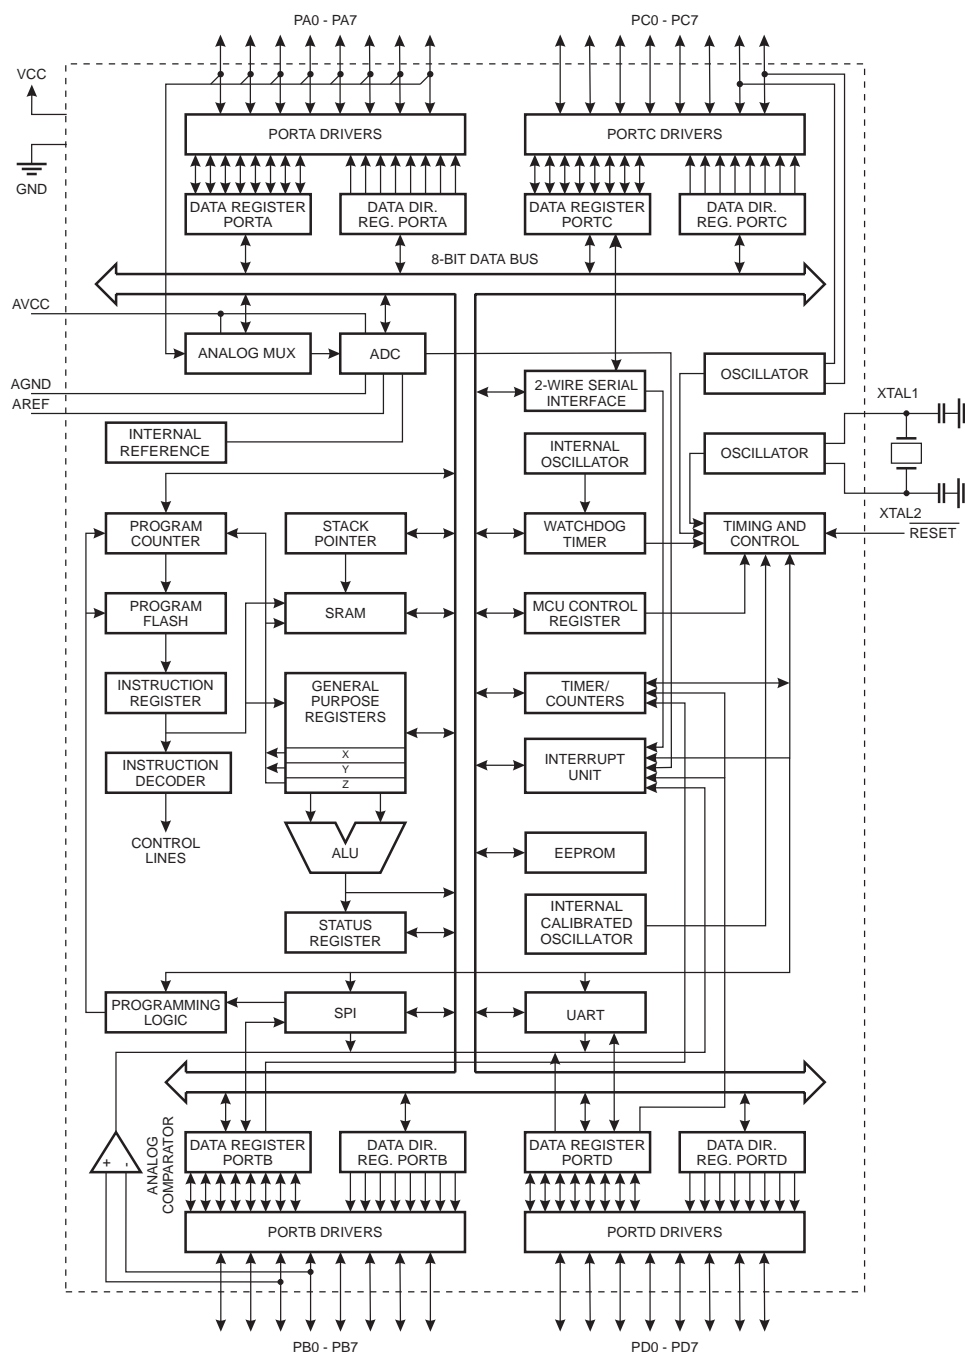 PA0 - PA7
PC0 - PC7
VCC
GND
PORTA DRIVERS
PORTC DRIVERS
DATA REGISTER
PORTA
DATA DIR.
REG. PORTA
DATA REGISTER
PORTC
DATA DIR.
REG. PORTC
8-BIT DATA BUS
AVCC
ANALOG MUX
ADC
AGND
AREF
2-WIRE SERIAL
INTERFACE
OSCILLATOR
XTAL1
INTERNAL
REFERENCE
INTERNAL
OSCILLATOR
OSCILLATOR
XTAL2
PROGRAM
COUNTER
STACK
POINTER
WATCHDOG
TIMER
TIMING AND
CONTROL
RESET
PROGRAM
FLASH
SRAM
MCU CONTROL
REGISTER
INSTRUCTION
REGISTER
GENERAL
PURPOSE
REGISTERS
X
Y
Z
TIMER/
COUNTERS
INSTRUCTION
DECODER
INTERRUPT
UNIT
CONTROL
LINES
ALU
EEPROM
STATUS
REGISTER
INTERNAL
CALIBRATED
OSCILLATOR
PROGRAMMING
LOGIC
SPI
UART
ANALOG
COMPARATOR
+
-
DATA REGISTER
PORTB
DATA DIR.
REG. PORTB
DATA REGISTER
PORTD
DATA DIR.
REG. PORTD
PORTB DRIVERS
PORTD DRIVERS
PB0 - PB7
PD0 - PD7